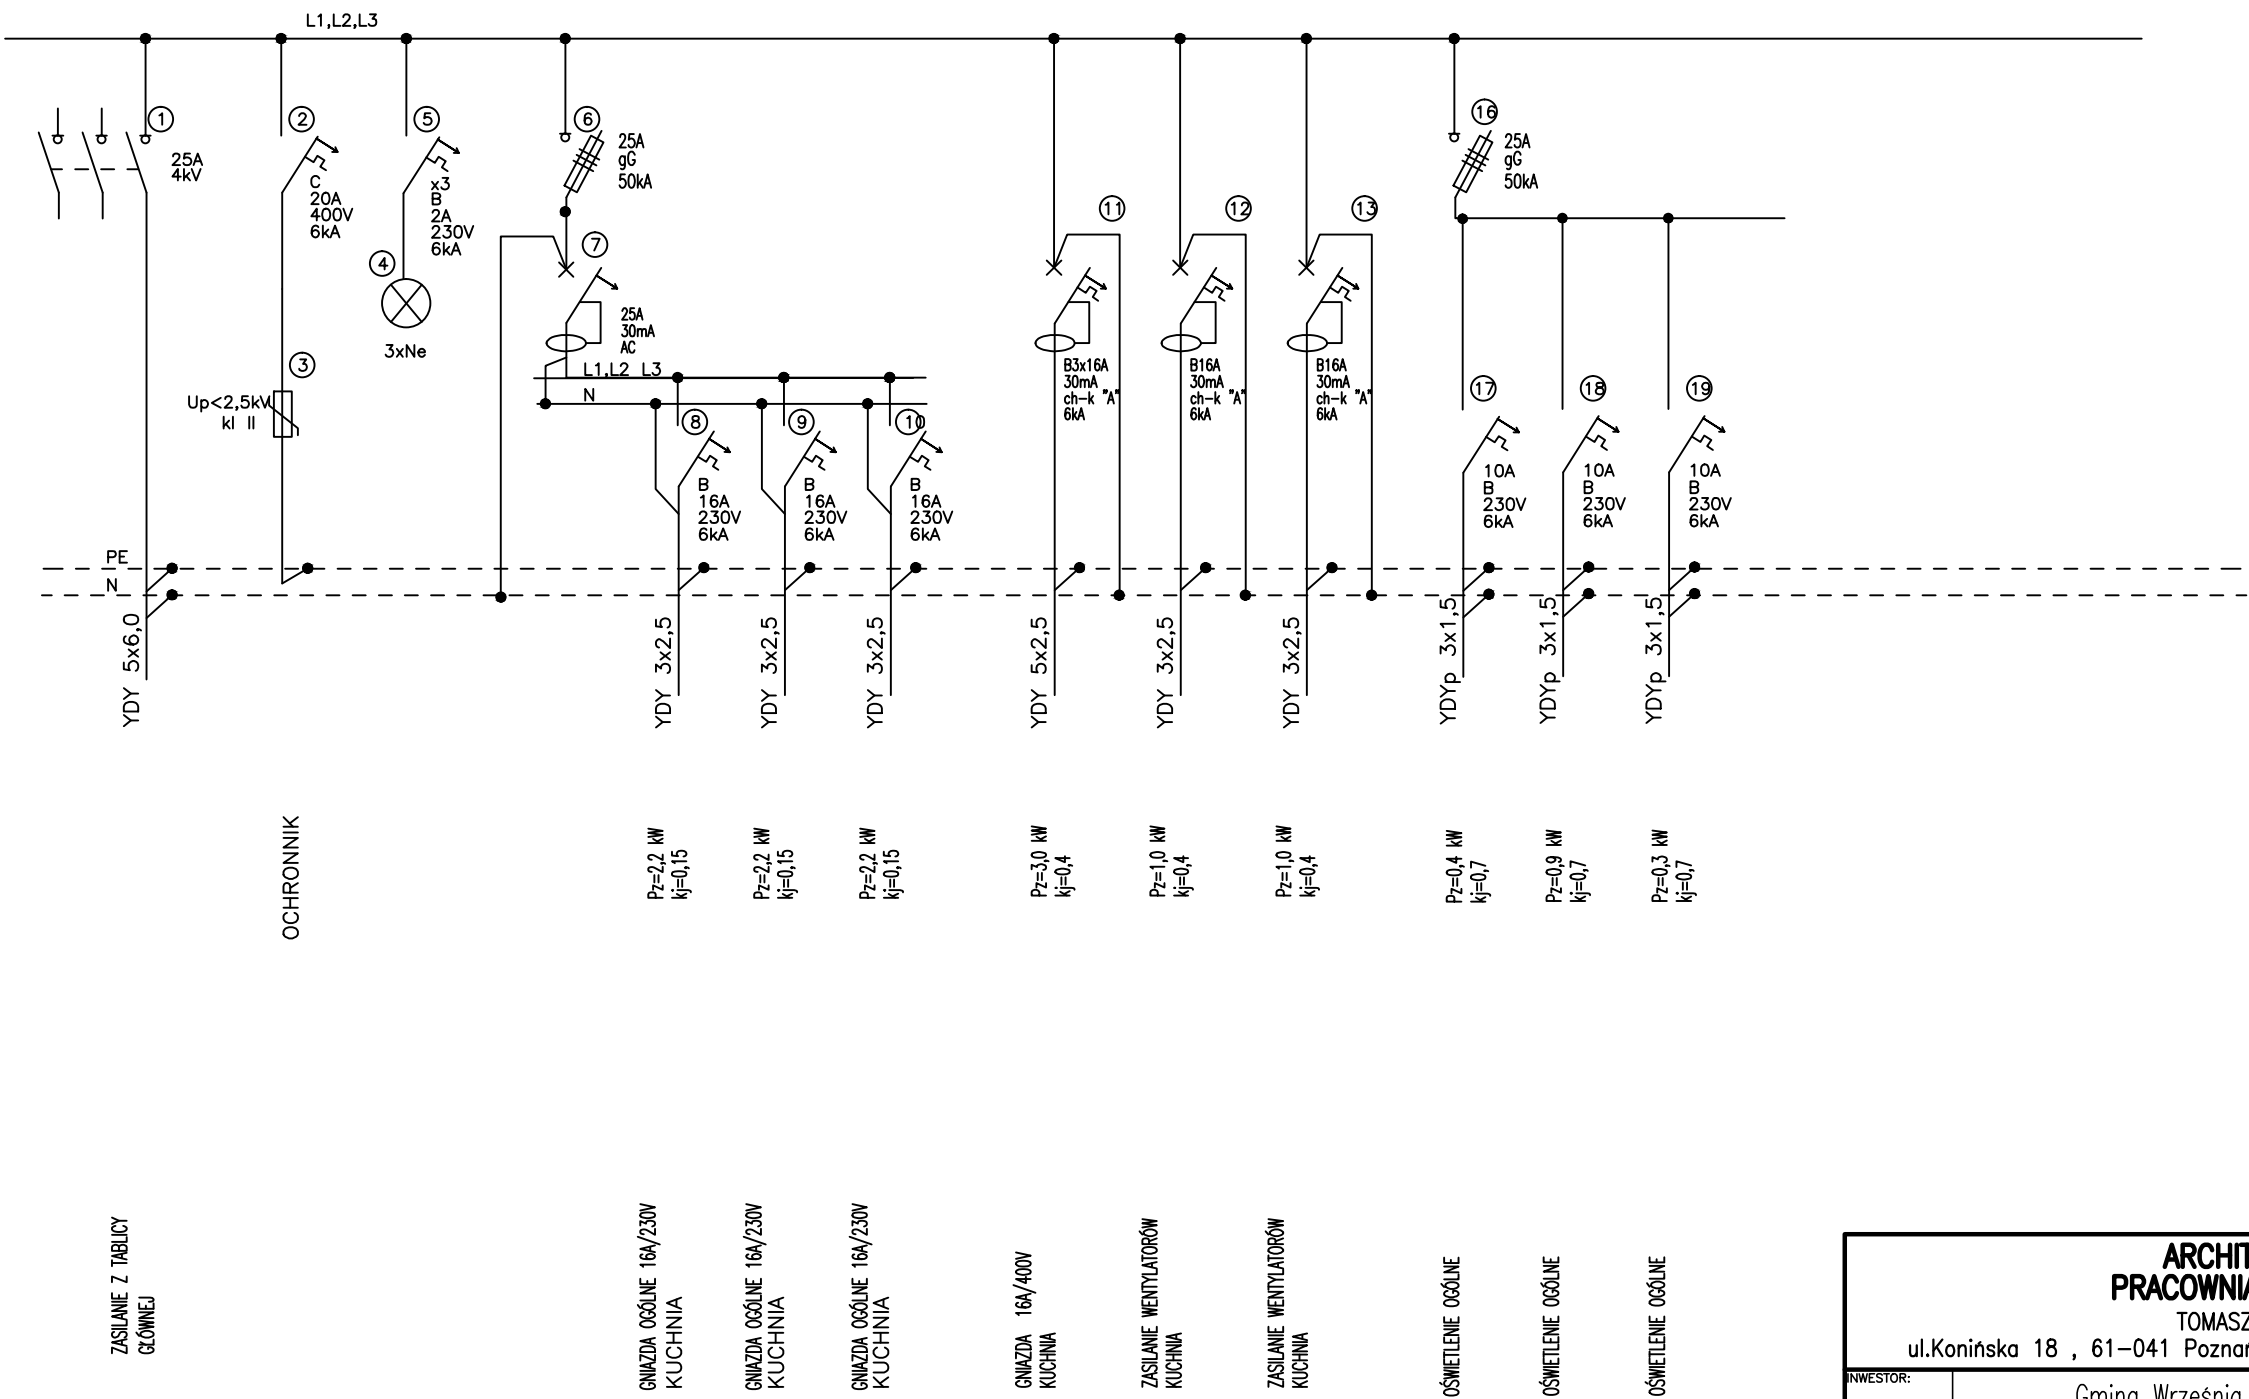 L1,L2,L3
1
25A
4kV
2
C
20A
400V
6kA
5
x3
B
2A
230V
6kA
4
3xNe
3
Up<2,5kV
kl II
6
25A
gG
50kA
7
25A
30mA
AC
L1,L2 L3
N
8
B
16A
230V
6kA
9
B
16A
230V
6kA
10
B
16A
230V
6kA
11
B3x16A
30mA
ch-k "A"
6kA
12
B16A
30mA
ch-k "A"
6kA
13
B16A
30mA
ch-k "A"
6kA
16
25A
gG
50kA
17
10A
B
230V
6kA
18
10A
B
230V
6kA
19
10A
B
230V
6kA
PE
N
YDY 5x6,0
YDY 3x2,5
YDY 3x2,5
YDY 3x2,5
YDY 5x2,5
YDY 3x2,5
YDY 3x2,5
YDYp 3x1,5
YDYp 3x1,5
YDYp 3x1,5
OCHRONNIK
Pz=2,2 kW
kj=0,15
Pz=2,2 kW
kj=0,15
Pz=2,2 kW
kj=0,15
Pz=3,0 kW
kj=0,4
Pz=1,0 kW
kj=0,4
Pz=1,0 kW
kj=0,4
Pz=0,4 kW
kj=0,7
Pz=0,9 kW
kj=0,7
Pz=0,3 kW
kj=0,7
ZASILANIE Z TABLICY
GŁÓWNEJ
GNIAZDA OGÓLNE 16A/230V
KUCHNIA
GNIAZDA OGÓLNE 16A/230V
KUCHNIA
GNIAZDA OGÓLNE 16A/230V
KUCHNIA
GNIAZDA 16A/400V
KUCHNIA
ZASILANIE WENTYLATORÓW
KUCHNIA
ZASILANIE WENTYLATORÓW
KUCHNIA
OŚWIETLENIE OGÓLNE
OŚWIETLENIE OGÓLNE
OŚWIETLENIE OGÓLNE
ARCHIT
PRACOWNIA
TOMASZ
ul.Konińska 18 , 61-041 Poznań
INWESTOR:
Gmina Września